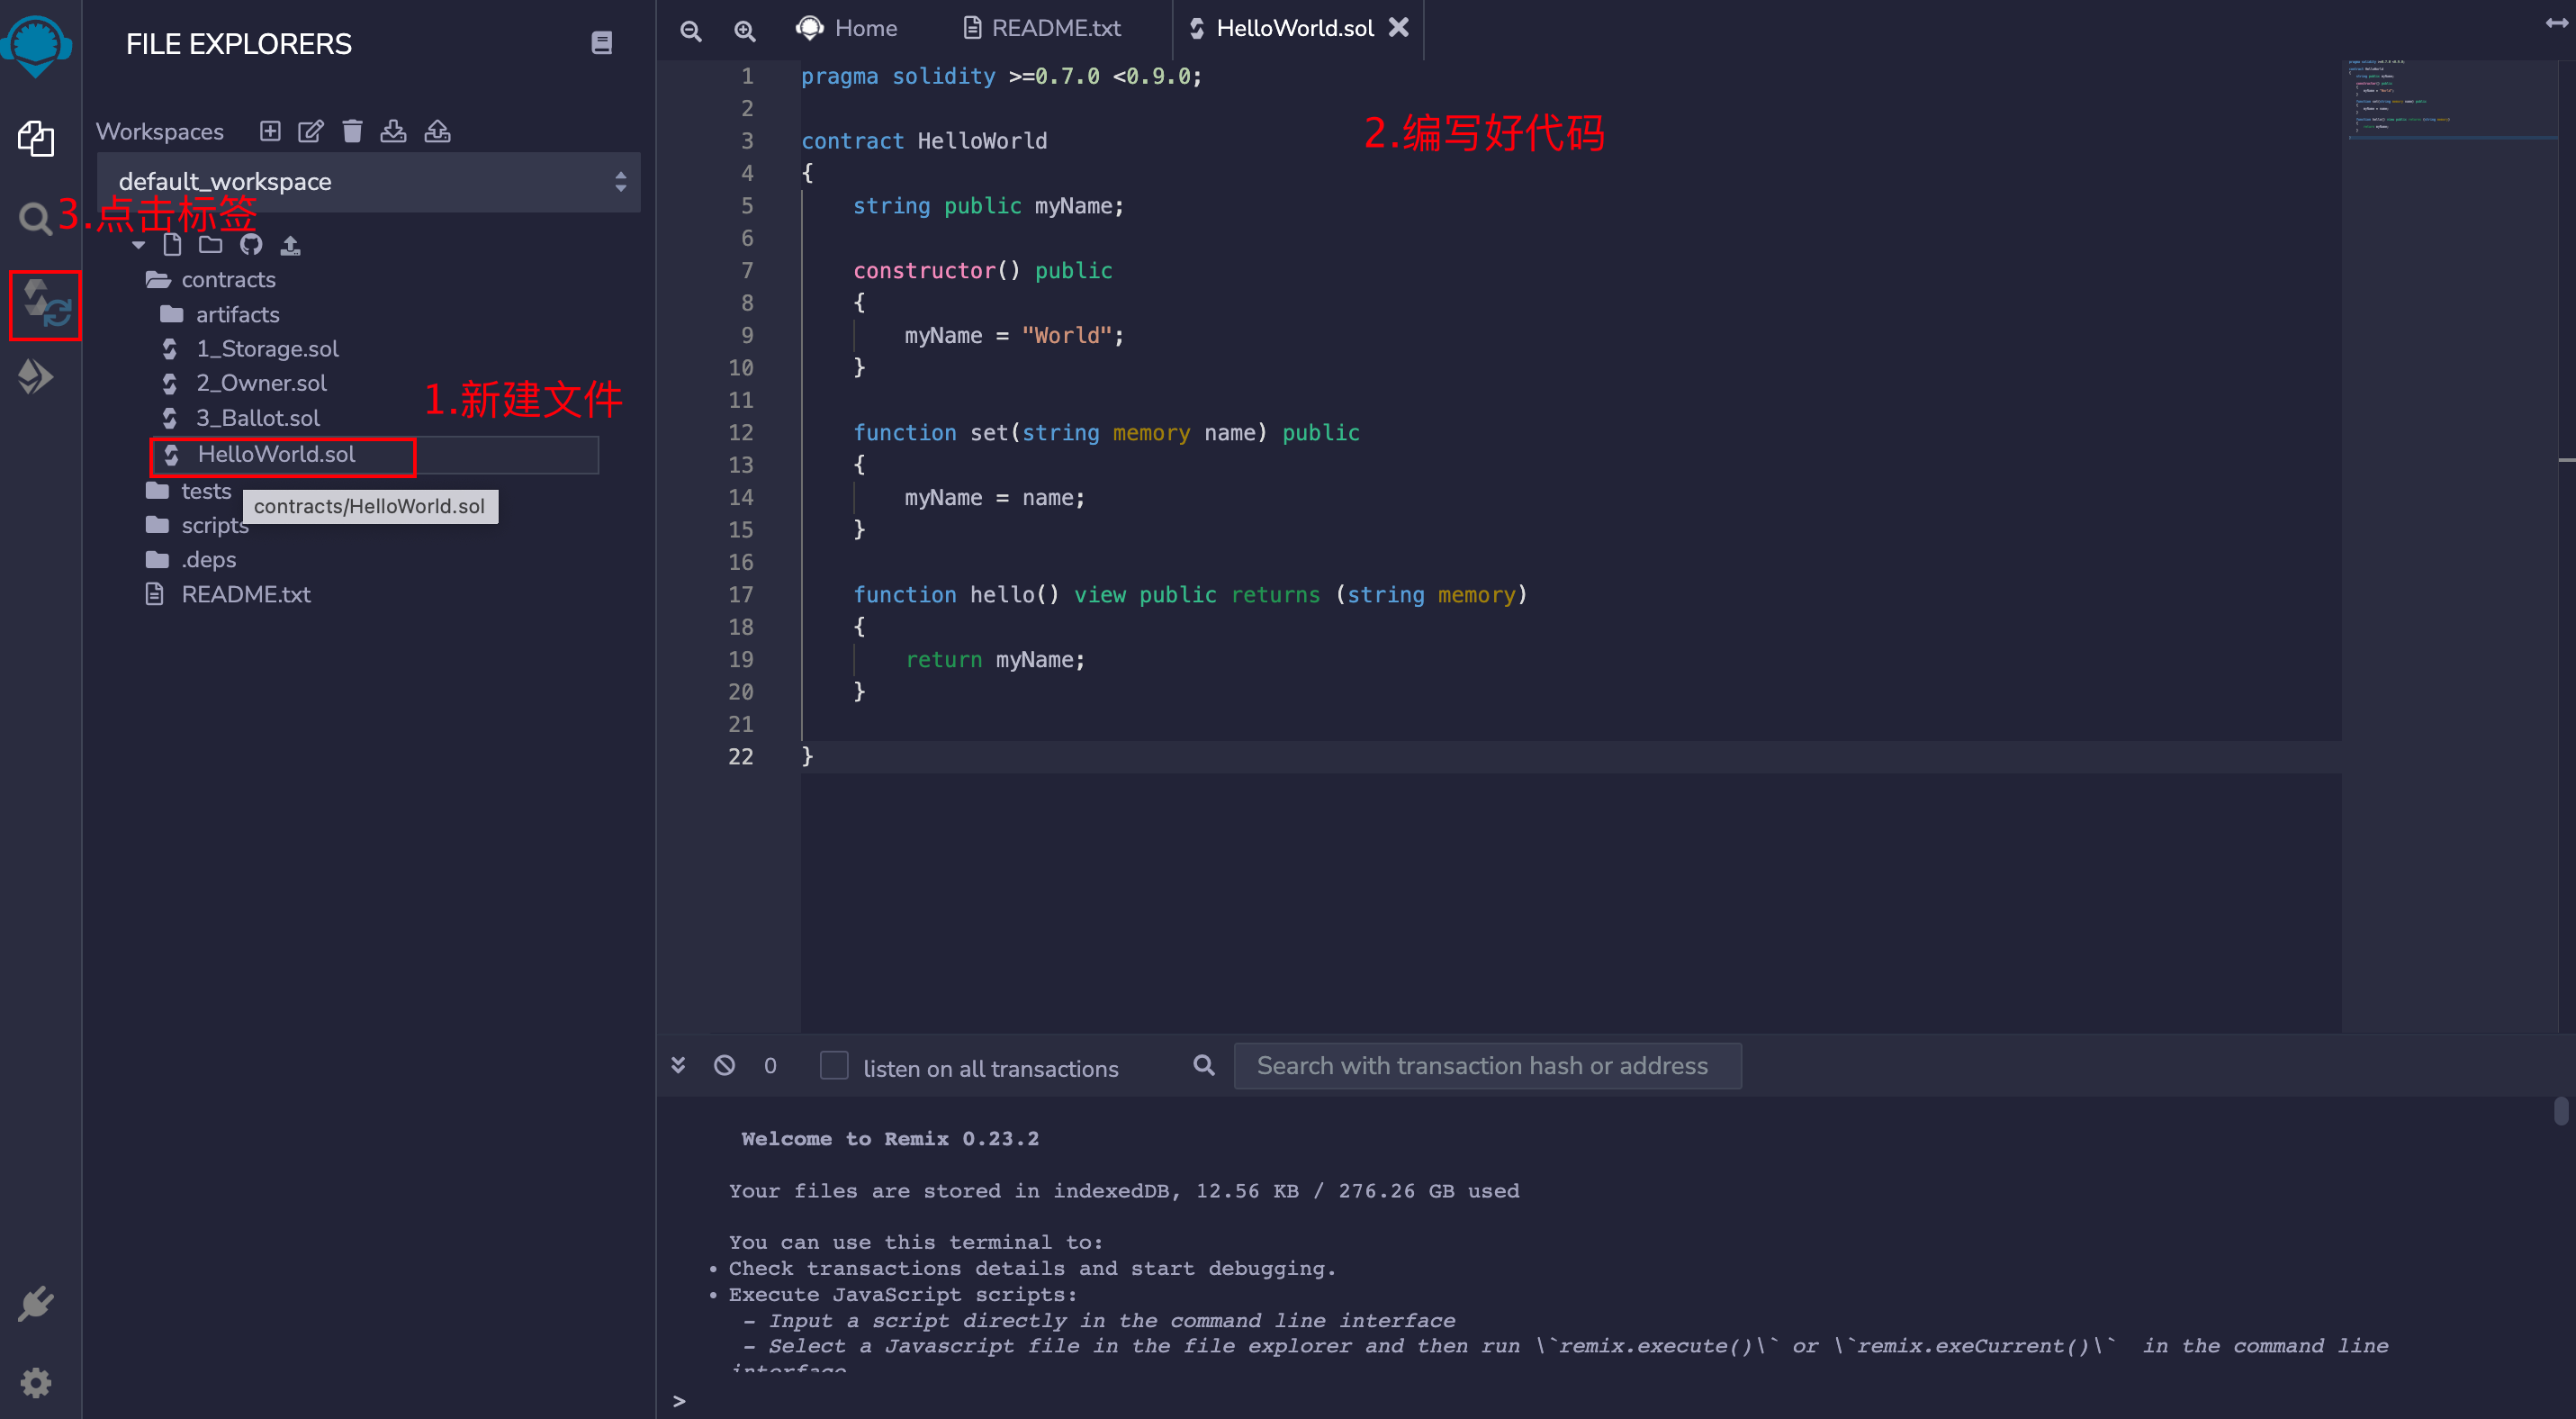 FILE EXPLORERS
Workspaces
default_workspace
3.点击标签
contracts
artifacts
1_Storage.sol
2_Owner.sol
3_Ballot.sol
1.新建文件
HelloWorld.sol
tests
contracts/HelloWorld.sol
scripts
.deps
README.txt
Home
README.txt
HelloWorld.sol
2.编写好代码
1 pragma solidity >=0.7.0 <0.9.0;
2
3 contract HelloWorld
4 {
5 string public myName;
6
7 constructor() public
8 {
9 myName = "World";
10 }
11
12 function set(string memory name) public
13 {
14 myName = name;
15 }
16
17 function hello() view public returns (string memory)
18 {
19 return myName;
20 }
21
22 }
0 listen on all transactions Search with transaction hash or address
Welcome to Remix 0.23.2
Your files are stored in indexedDB, 12.56 KB / 276.26 GB used
You can use this terminal to:
• Check transactions details and start debugging.
• Execute JavaScript scripts:
- Input a script directly in the command line interface
- Select a Javascript file in the file explorer and then run \`remix.execute()\` or \`remix.exeCurrent()\` in the command line
interface
>